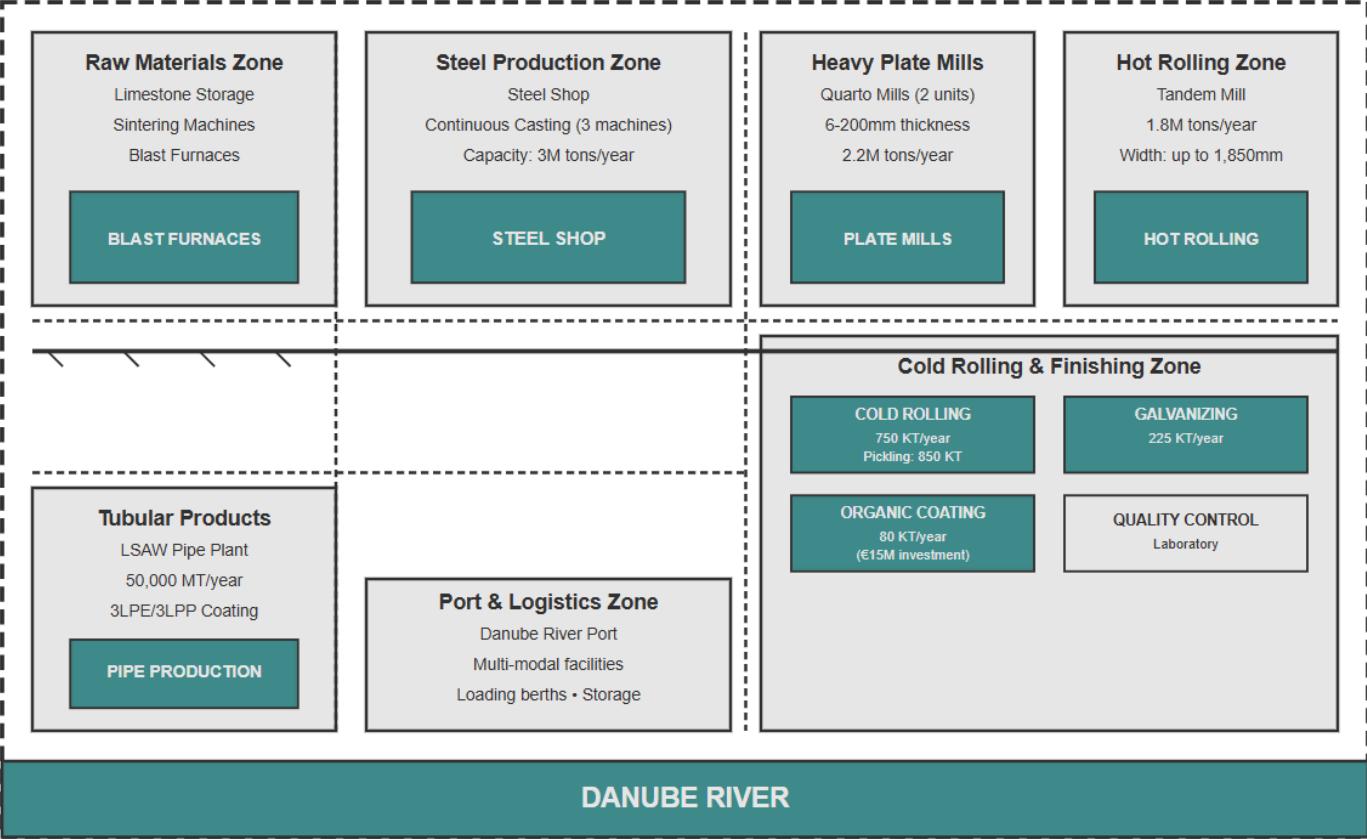 Raw Materials Zone
Limestone Storage
Sintering Machines
Blast Furnaces
BLAST FURNACES
Steel Production Zone
Steel Shop
Continuous Casting (3 machines)
Capacity: 3M tons/year
STEEL SHOP
Heavy Plate Mills
Quarto Mills (2 units)
6-200mm thickness
2.2M tons/year
PLATE MILLS
Hot Rolling Zone
Tandem Mill
1.8M tons/year
Width: up to 1,850mm
HOT ROLLING
Cold Rolling & Finishing Zone
COLD ROLLING
750 KT/year
Pickling: 850 KT
GALVANIZING
225 KT/year
ORGANIC COATING
80 KT/year
(€15M investment)
QUALITY CONTROL
Laboratory
Tubular Products
LSAW Pipe Plant
50,000 MT/year
3LPE/3LPP Coating
PIPE PRODUCTION
Port & Logistics Zone
Danube River Port
Multi-modal facilities
Loading berths • Storage
DANUBE RIVER